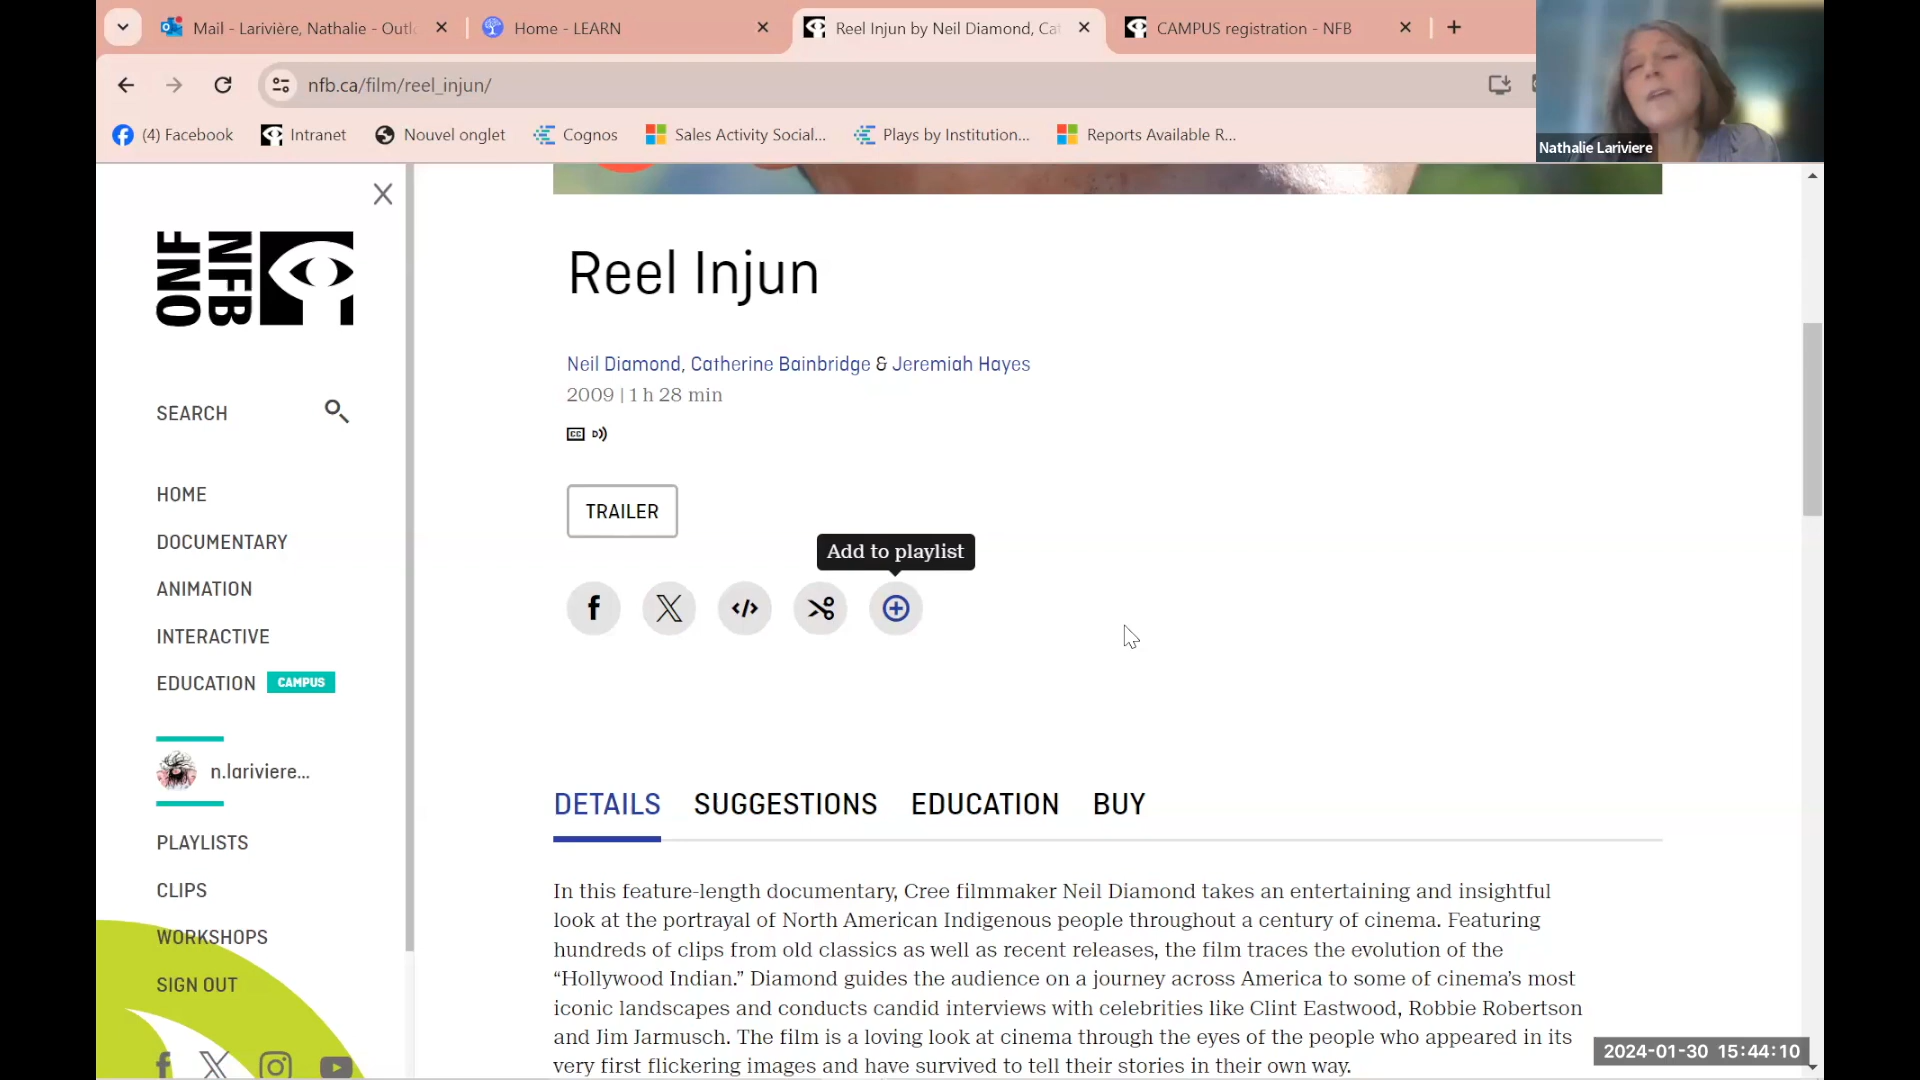 Mail - Larivière, Nathalie - Outl
Home - LEARN
Reel Injun by Neil Diamond, Cat
CAMPUS registration - NFB
nfb.ca/film/reel_injun/
(4) Facebook
Intranet
Nouvel onglet
Cognos
Sales Activity Social...
Plays by Institution...
Reports Available R...
Nathalie Lariviere
ONF
NFB
SEARCH
HOME
DOCUMENTARY
ANIMATION
INTERACTIVE
EDUCATION CAMPUS
n.lariviere...
PLAYLISTS
CLIPS
WORKSHOPS
SIGN OUT
Reel Injun
Neil Diamond, Catherine Bainbridge & Jeremiah Hayes
2009 | 1 h 28 min
CC D
TRAILER
Add to playlist
DETAILS SUGGESTIONS EDUCATION BUY
In this feature-length documentary, Cree filmmaker Neil Diamond takes an entertaining and insightful
look at the portrayal of North American Indigenous people throughout a century of cinema. Featuring
hundreds of clips from old classics as well as recent releases, the film traces the evolution of the
“Hollywood Indian.” Diamond guides the audience on a journey across America to some of cinema’s most
iconic landscapes and conducts candid interviews with celebrities like Clint Eastwood, Robbie Robertson
and Jim Jarmusch. The film is a loving look at cinema through the eyes of the people who appeared in its
very first flickering images and have survived to tell their stories in their own way.
2024-01-30 15:44:10